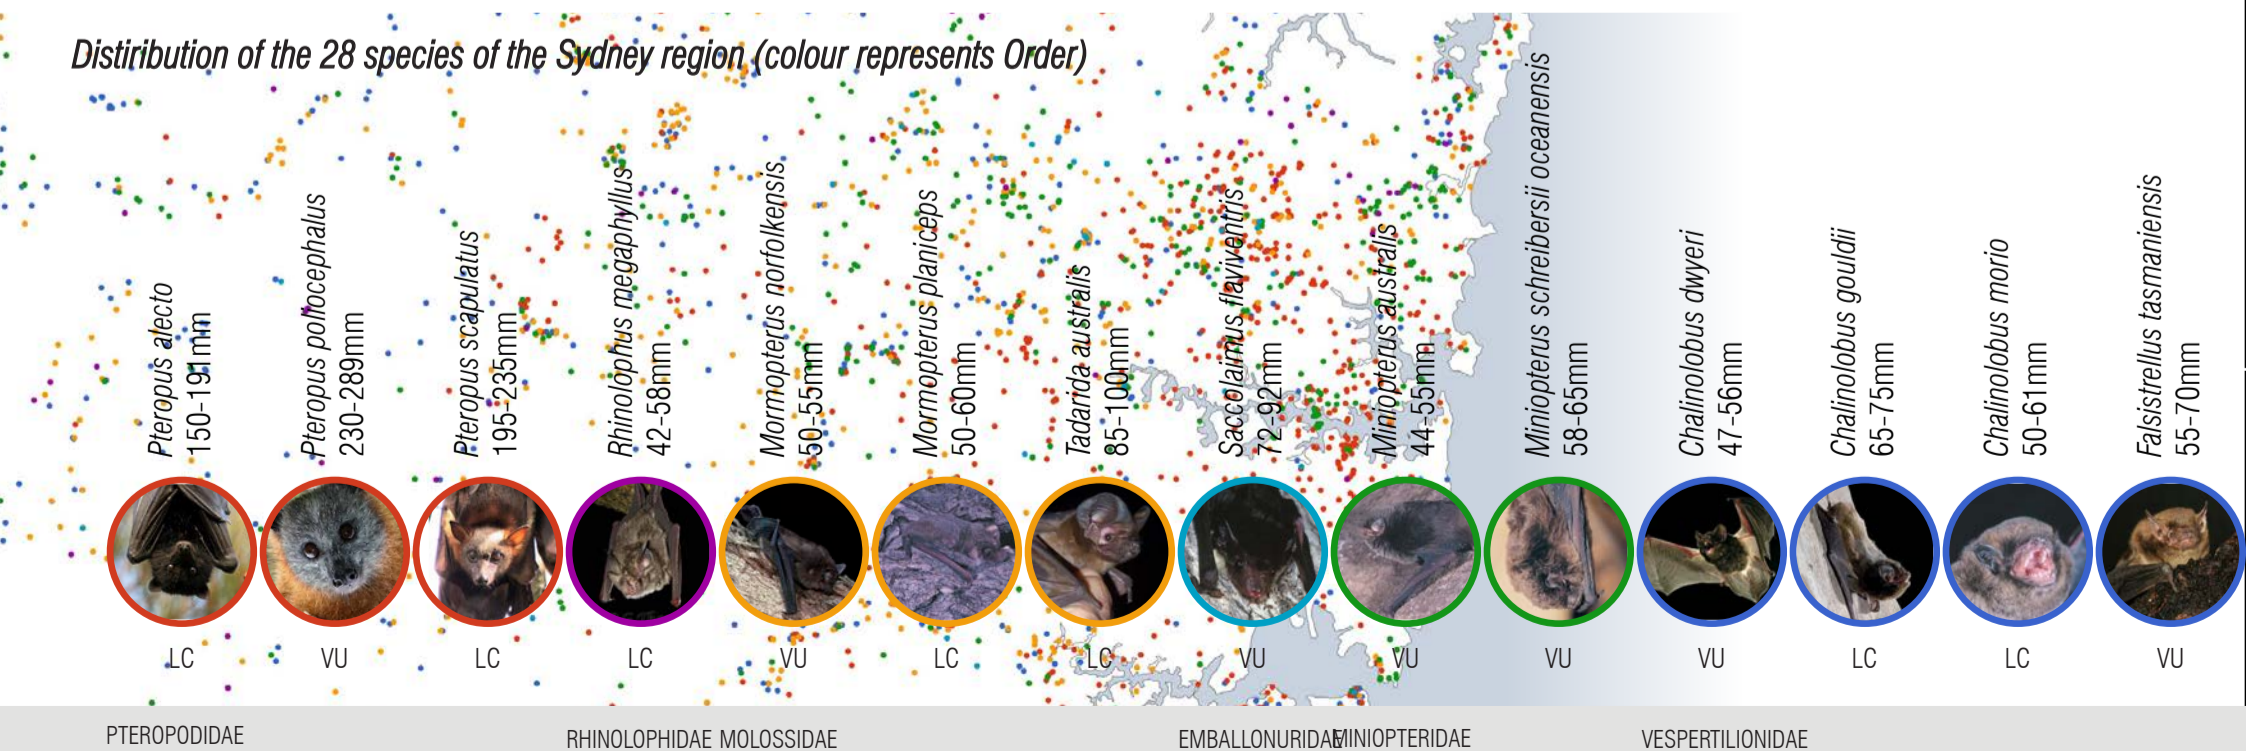 Distiribution of the 28 species of the Sydney region (colour represents Order)
Pteropus alecto
150-191mm
Pteropus poliocephalus
230-289mm
Pteropus scapulatus
195-235mm
Rhinolophus megaphyllus
42-58mm
Mormopterus norfolkensis
50-55mm
Mormopterus planiceps
50-60mm
Tadarida australis
85-100mm
Saccolaimus flaviventris
72-92mm
Miniopterus australis
44-55mm
Miniopterus schreibersii oceanensis
58-65mm
Chalinolobus dwyeri
47-56mm
Chalinolobus gouldii
65-75mm
Chalinolobus morio
50-61mm
Falsistrellus tasmaniensis
55-70mm
LC VU LC LC VU LC LC VU VU VU VU LC LC VU
PTEROPODIDAE RHINOLOPHIDAE MOLOSSIDAE EMBALLONURIDAE MINIOPTERIDAE VESPERTILIONIDAE